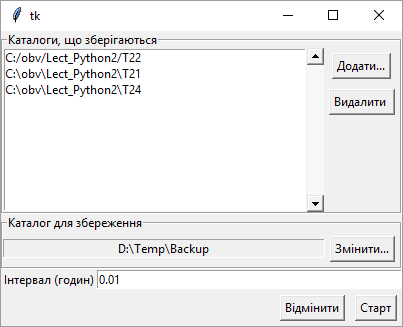 tk
Каталоги, що зберігаються
C:/obv/Lect_Python2/T22
C:\obv\Lect_Python2\T21
C:\obv\Lect_Python2\T24
Додати...
Видалити
Каталог для збереження
D:\Temp\Backup
Змінити...
Інтервал (годин) 0.01
Відмінити Старт